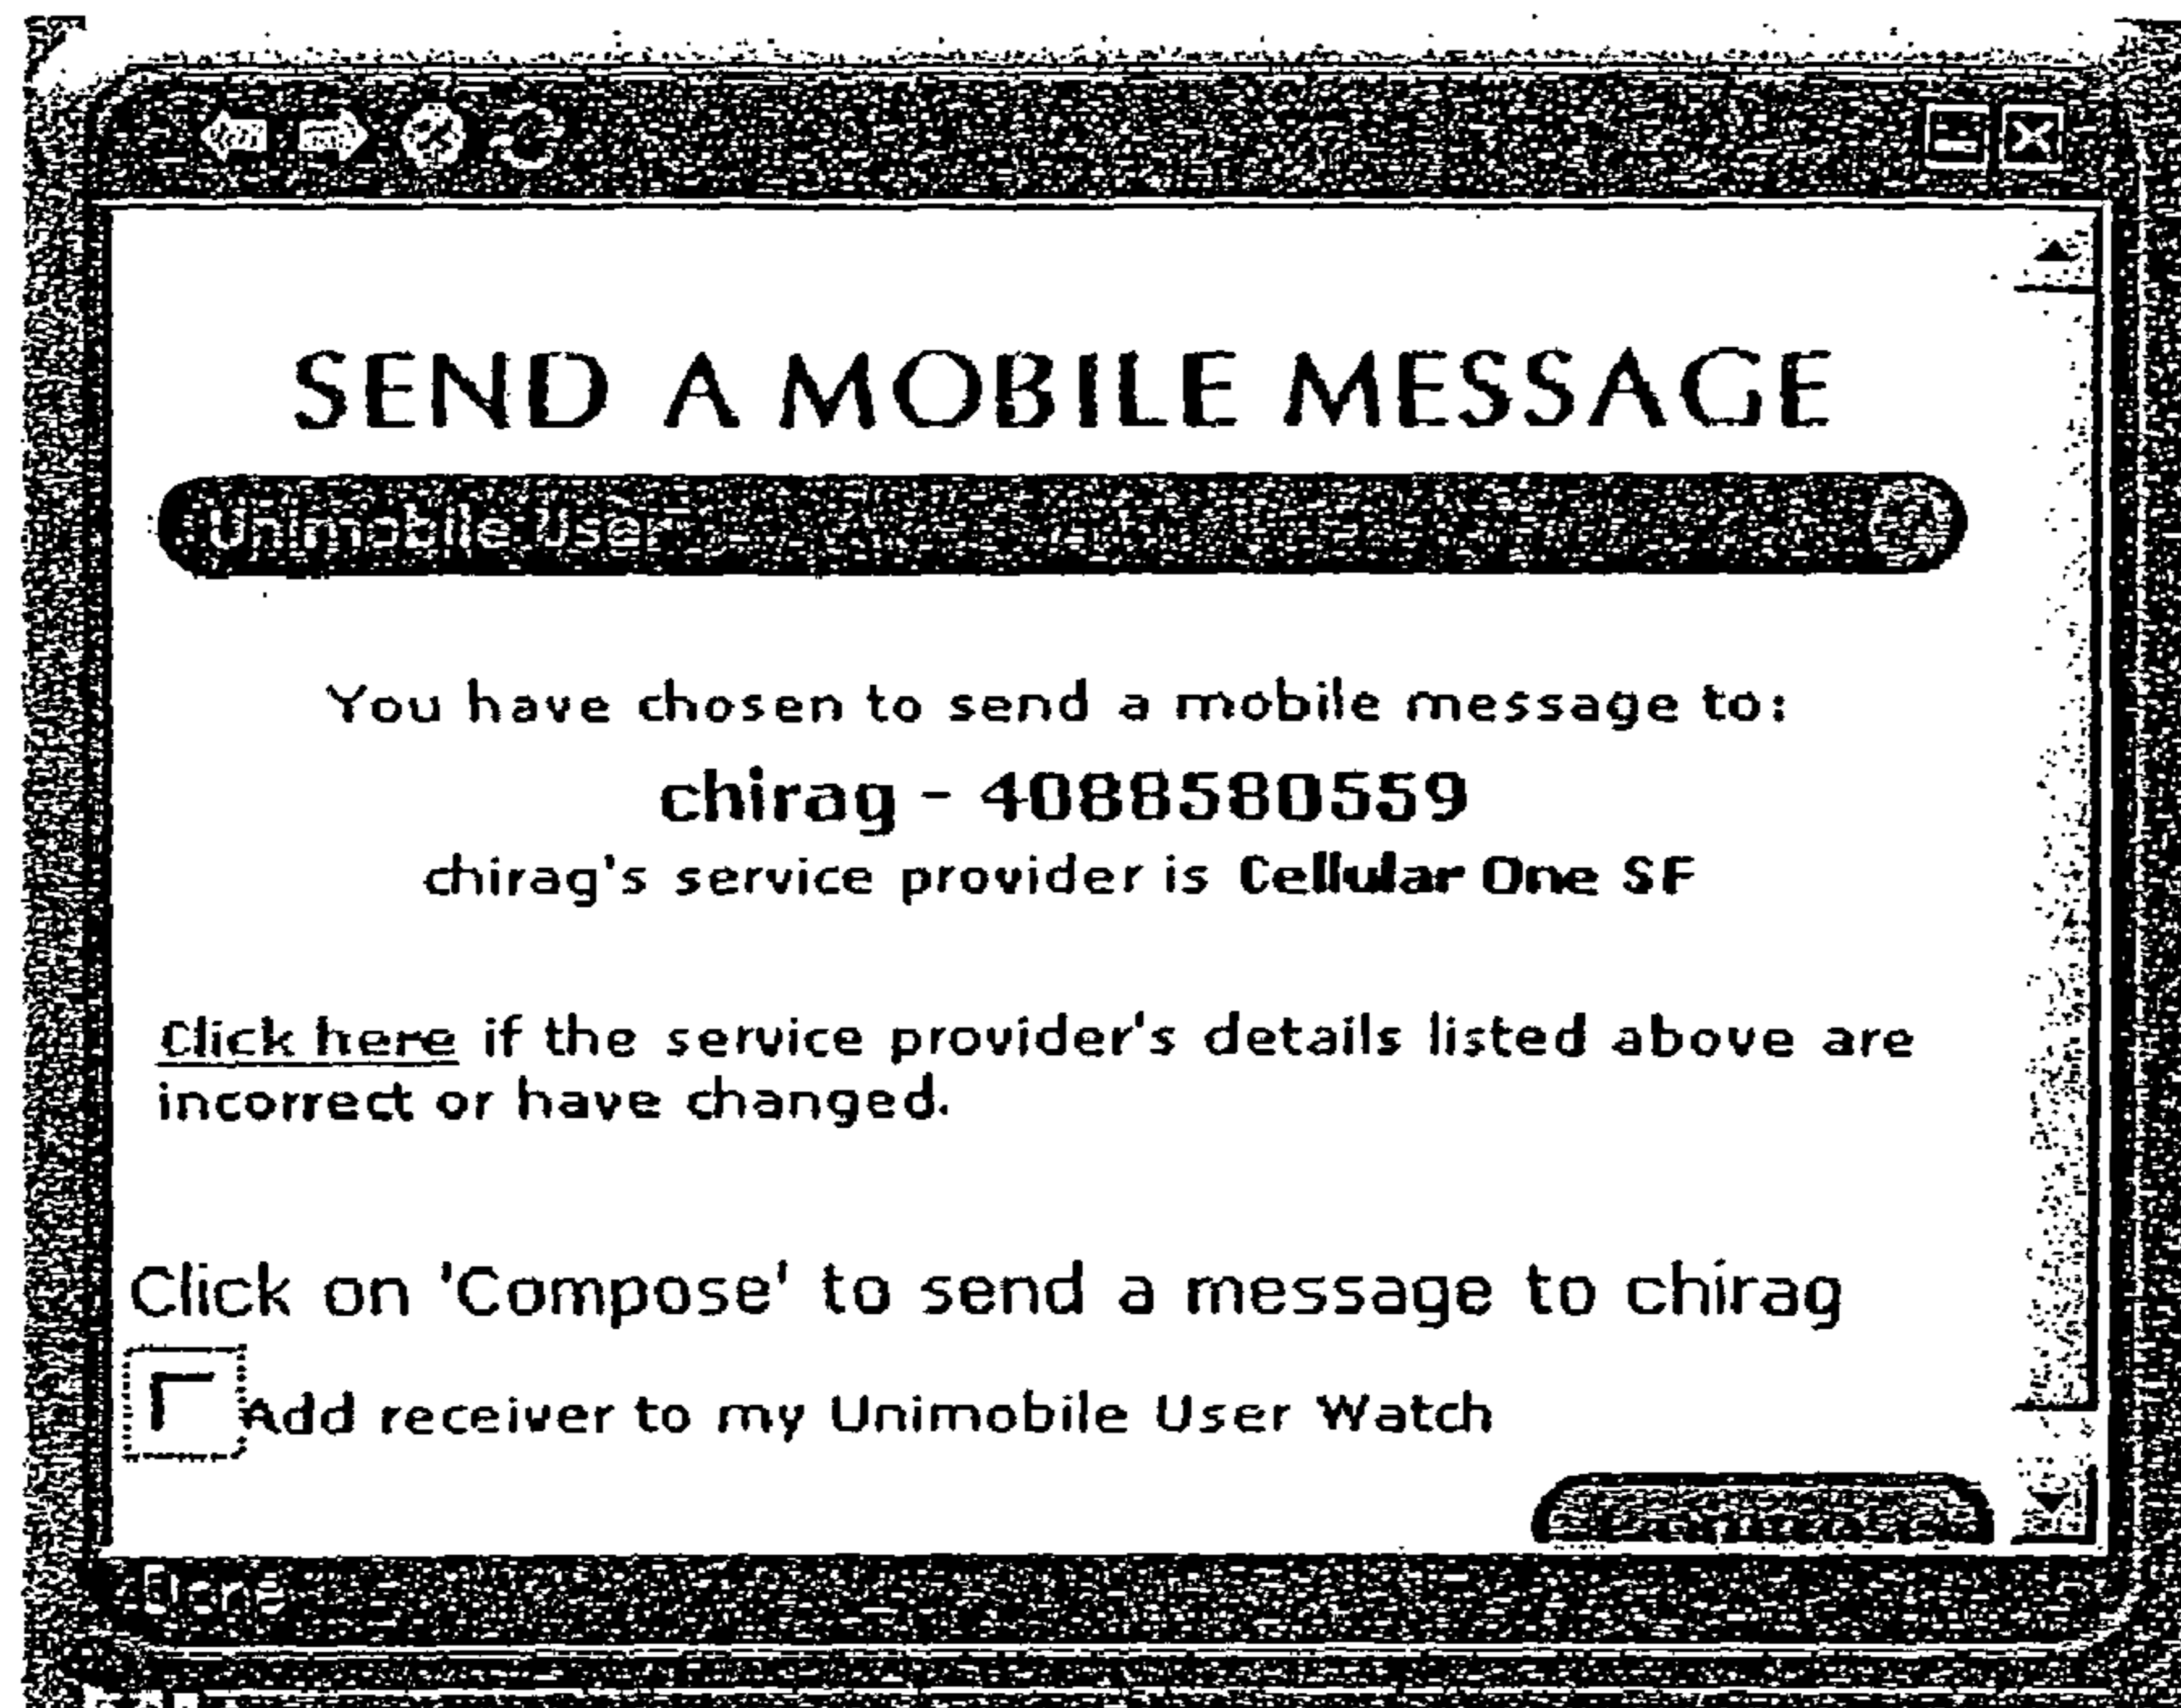 SEND A MOBILE MESSAGE
Unimobile User
You have chosen to send a mobile message to:
chirag - 4088580559
chirag's service provider is Cellular One SF
Click here if the service provider's details listed above are
incorrect or have changed.
Click on 'Compose' to send a message to chirag
Add receiver to my Unimobile User Watch
Done